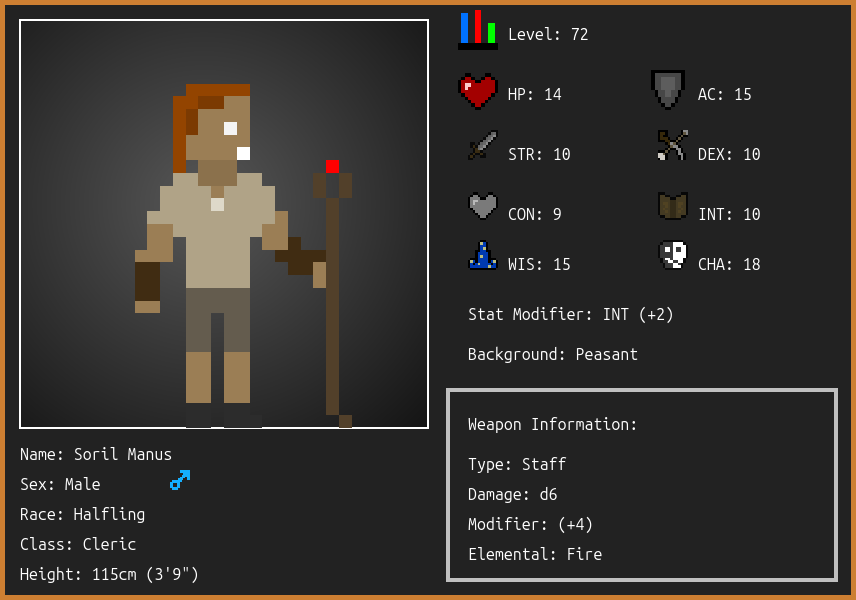 Level: 72
HP: 14
AC: 15
STR: 10
DEX: 10
CON: 9
INT: 10
WIS: 15
CHA: 18
Stat Modifier: INT (+2)
Background: Peasant
Weapon Information:
Type: Staff
Damage: d6
Modifier: (+4)
Elemental: Fire
Name: Soril Manus
Sex: Male
Race: Halfling
Class: Cleric
Height: 115cm (3'9")